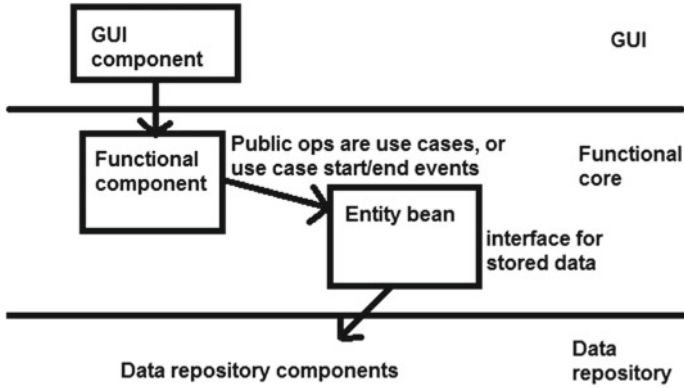 GUI
component
GUI
Functional
component
Public ops are use cases, or
use case start/end events
Functional
core
Entity bean
interface for
stored data
Data repository components
Data
repository